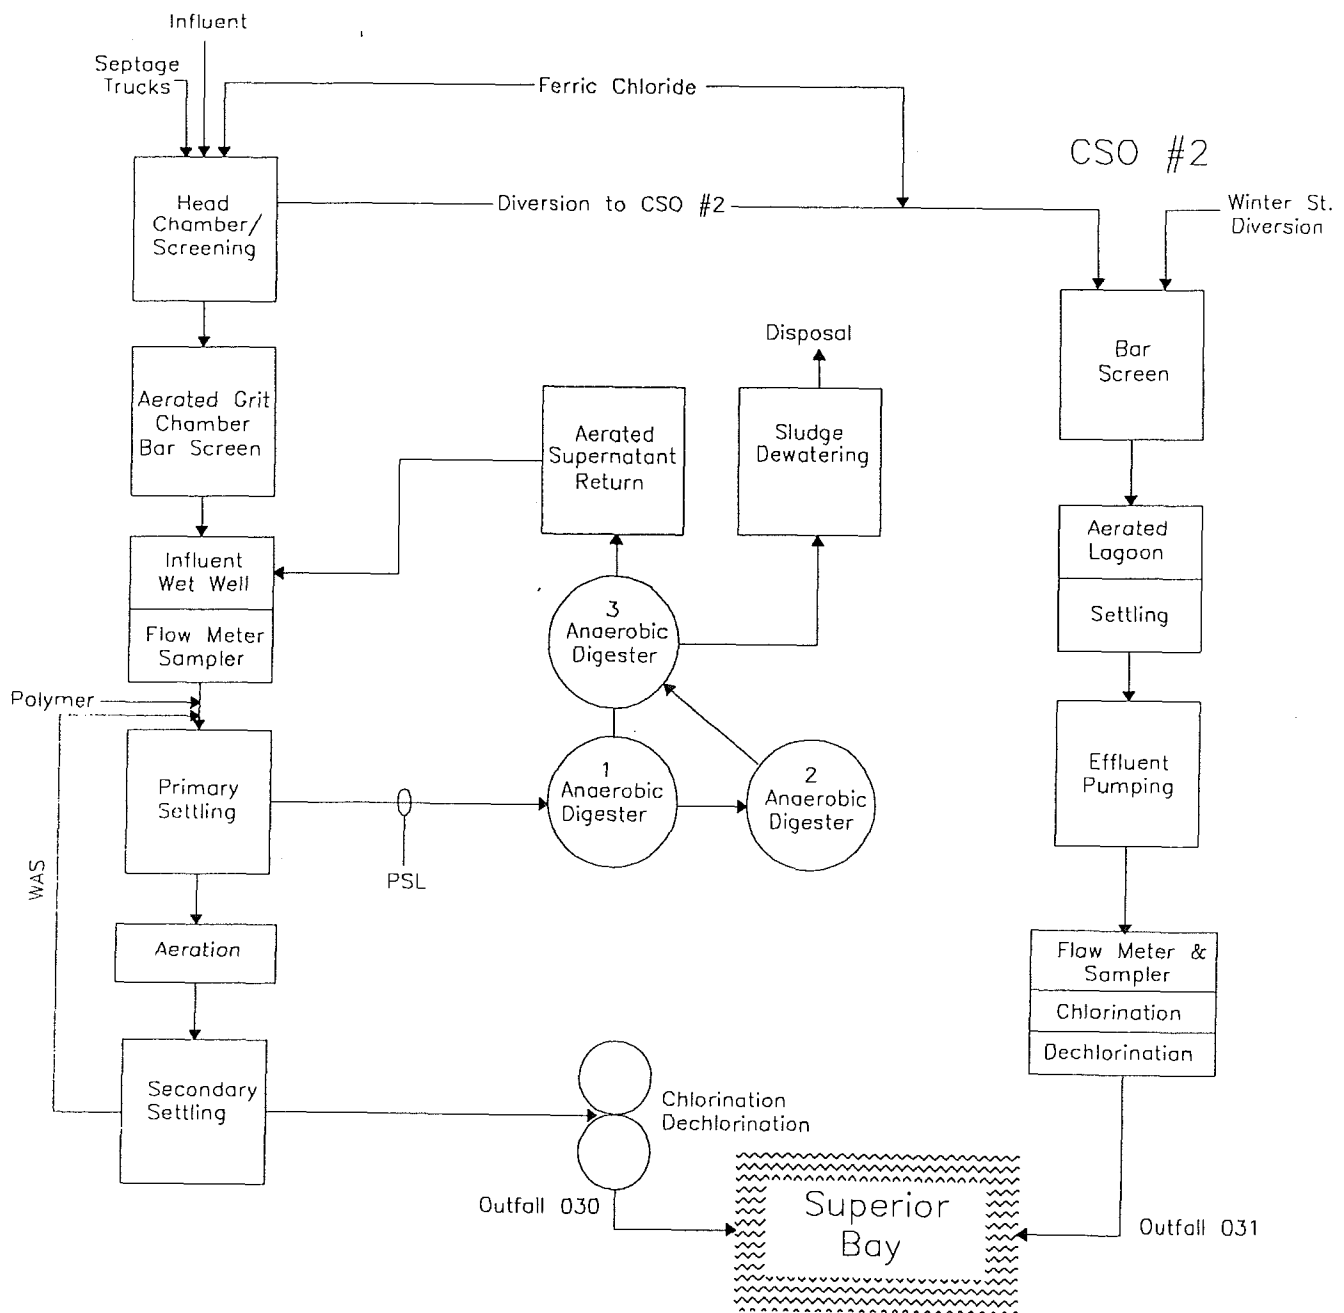 Influent
Septage
Trucks
Ferric Chloride
CSO #2
Head
Chamber/
Screening
Diversion to CSO #2
Winter St.
Diversion
Disposal
Bar
Screen
Aerated Grit
Chamber
Bar Screen
Aerated
Supernatant
Return
Sludge
Dewatering
Aerated
Lagoon
Settling
Influent
Wet Well
Flow Meter
Sampler
3
Anaerobic
Digester
Polymer
Primary
Settling
1
Anaerobic
Digester
2
Anaerobic
Digester
Effluent
Pumping
PSL
WAS
Aeration
Flow Meter &
Sampler
Chlorination
Dechlorination
Secondary
Settling
Chlorination
Dechlorination
Outfall 030
Superior
Bay
Outfall 031